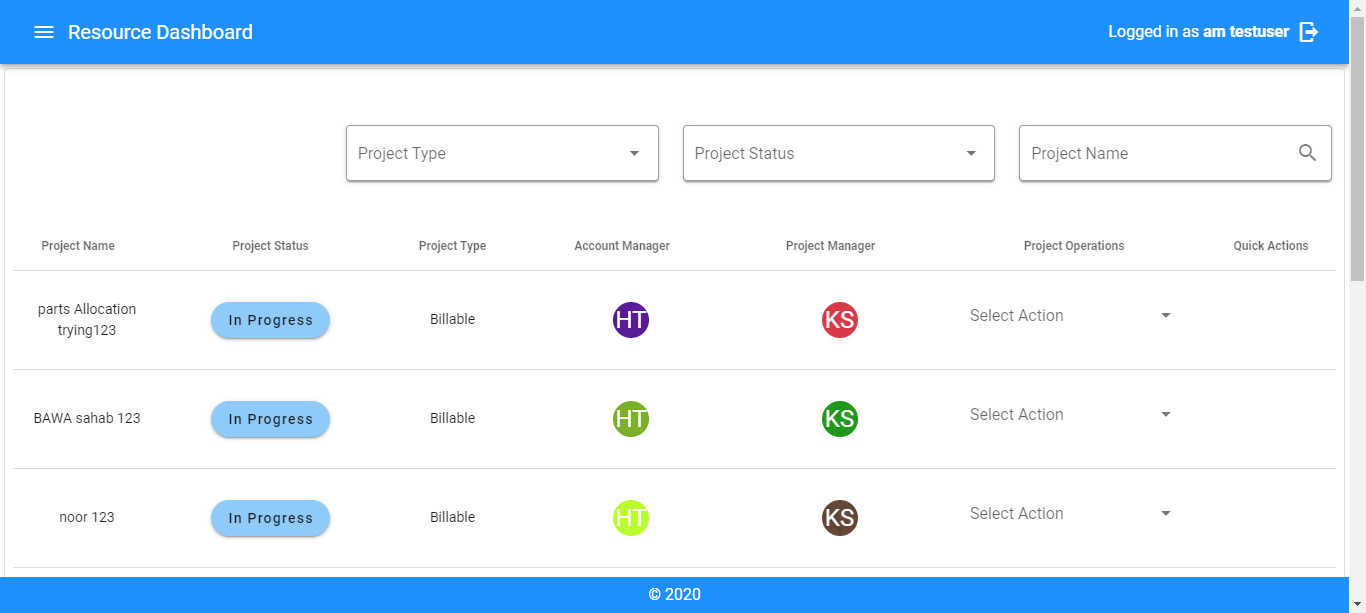 Resource Dashboard
Logged in as am testuser
Project Type
Project Status
Project Name
Project Name Project Status Project Type Account Manager Project Manager Project Operations Quick Actions
parts Allocation
trying123
In Progress Billable HT KS Select Action
BAWA sahab 123 In Progress Billable HT KS Select Action
noor 123 In Progress Billable HT KS Select Action
© 2020